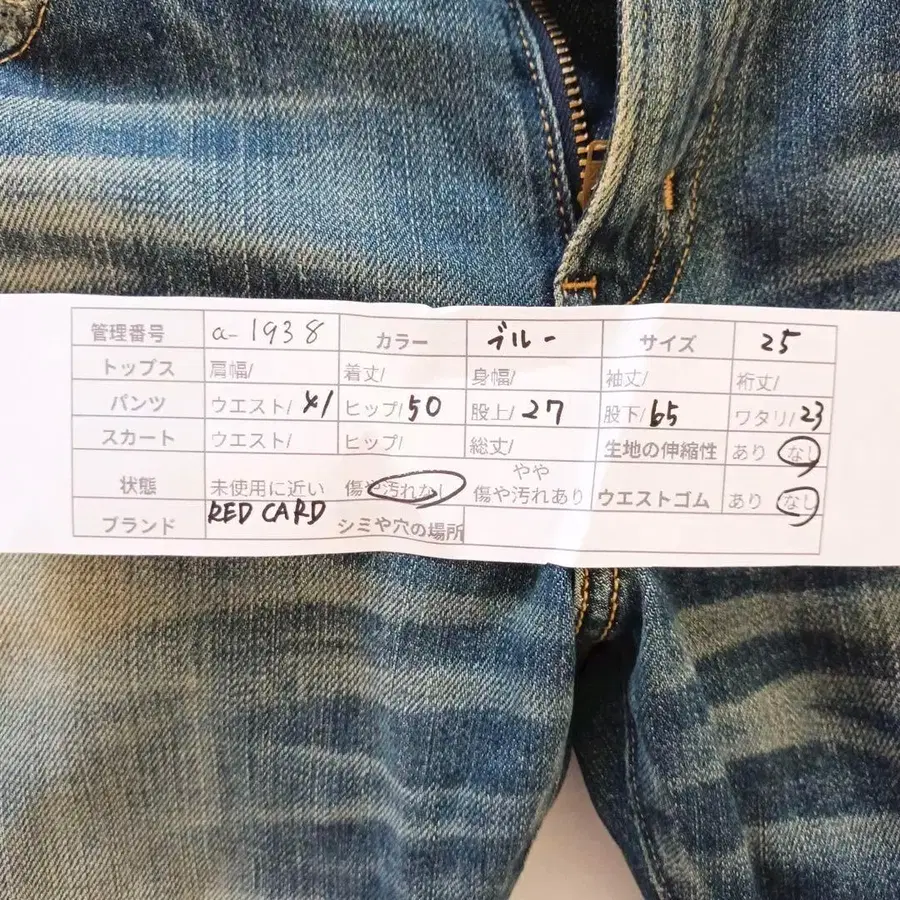 管理番号 a-1938 カラー ブルー サイズ 25
トップス 肩幅/ 着丈/ 身幅/ 袖丈/ 裄丈/
パンツ ウエスト/41 ヒップ/50 股上/27 股下/65 ワタリ/23
スカート ウエスト/ ヒップ/ 総丈/ 生地の伸縮性 あり なし
状態 未使用に近い 傷や汚れなし やや傷や汚れあり ウエストゴム あり なし
ブランド RED CARD シミや穴の場所